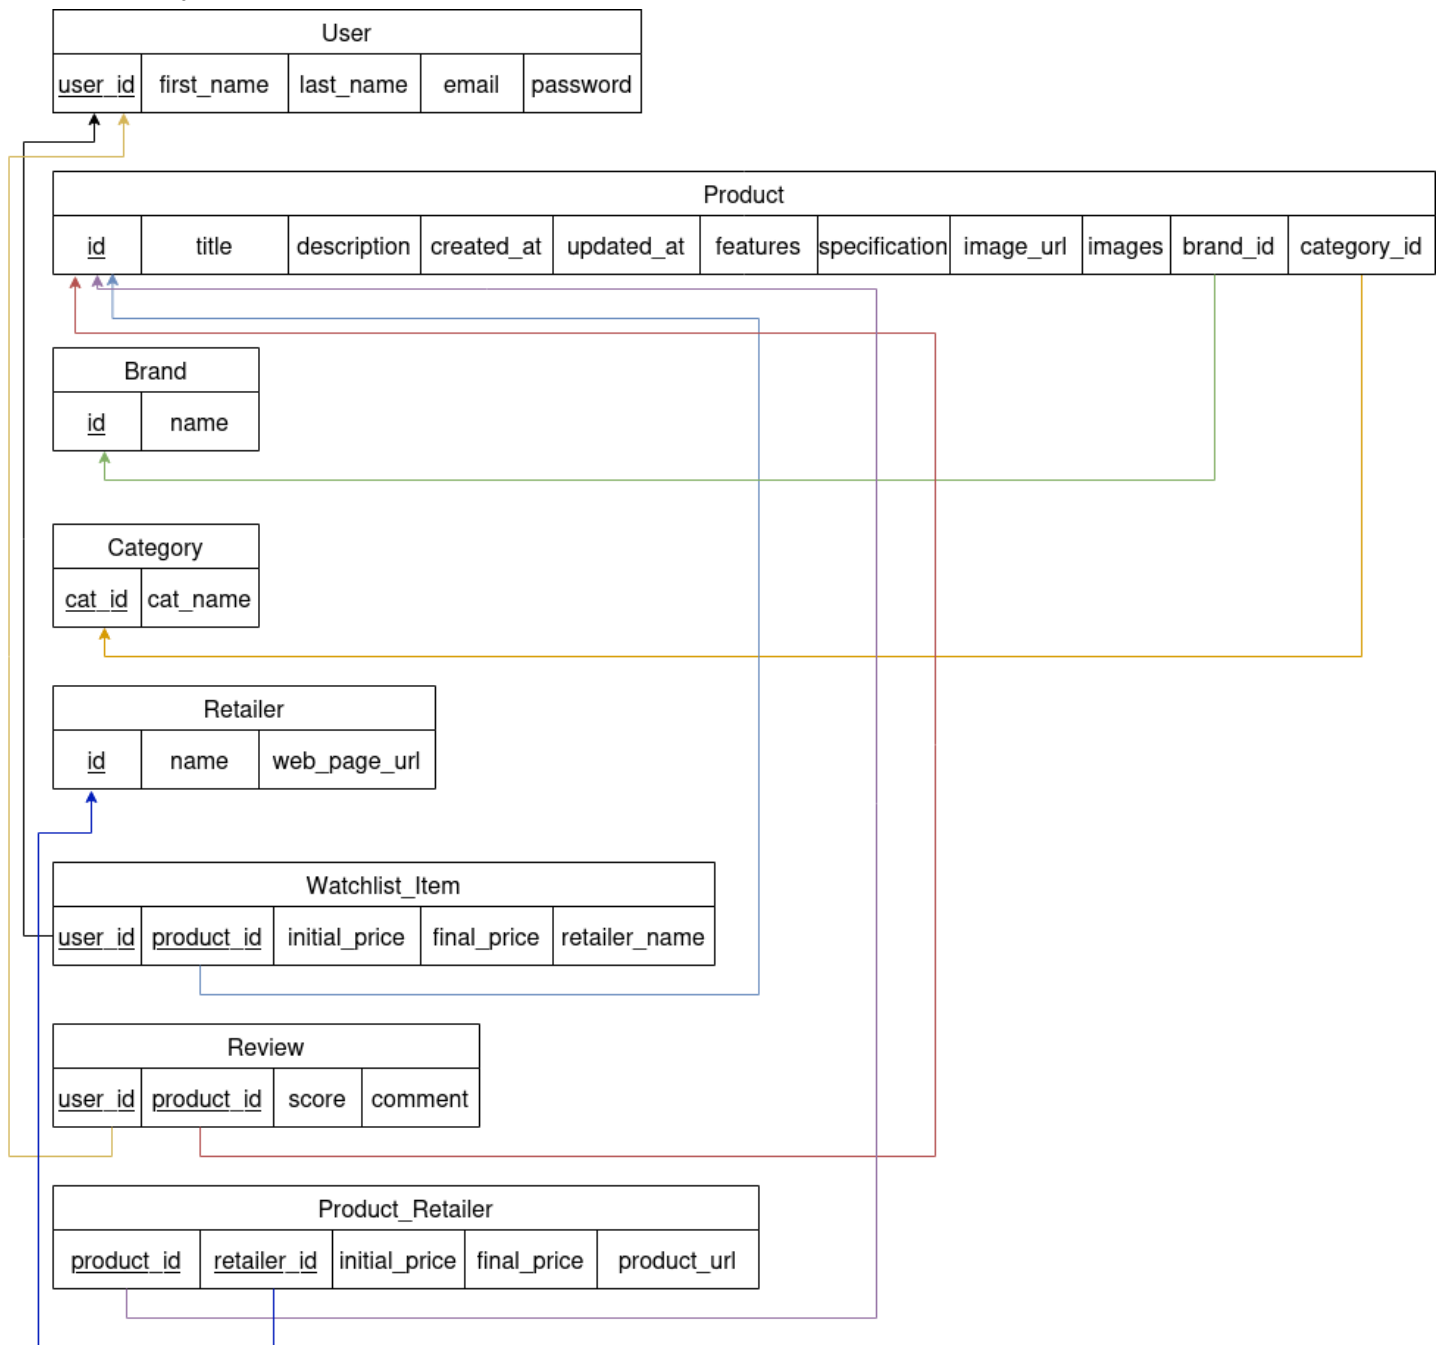 User
user_id first_name last_name email password
Product
id title description created_at updated_at features specification image_url images brand_id category_id
Brand
id name
Category
cat_id cat_name
Retailer
id name web_page_url
Watchlist_Item
user_id product_id initial_price final_price retailer_name
Review
user_id product_id score comment
Product_Retailer
product_id retailer_id initial_price final_price product_url